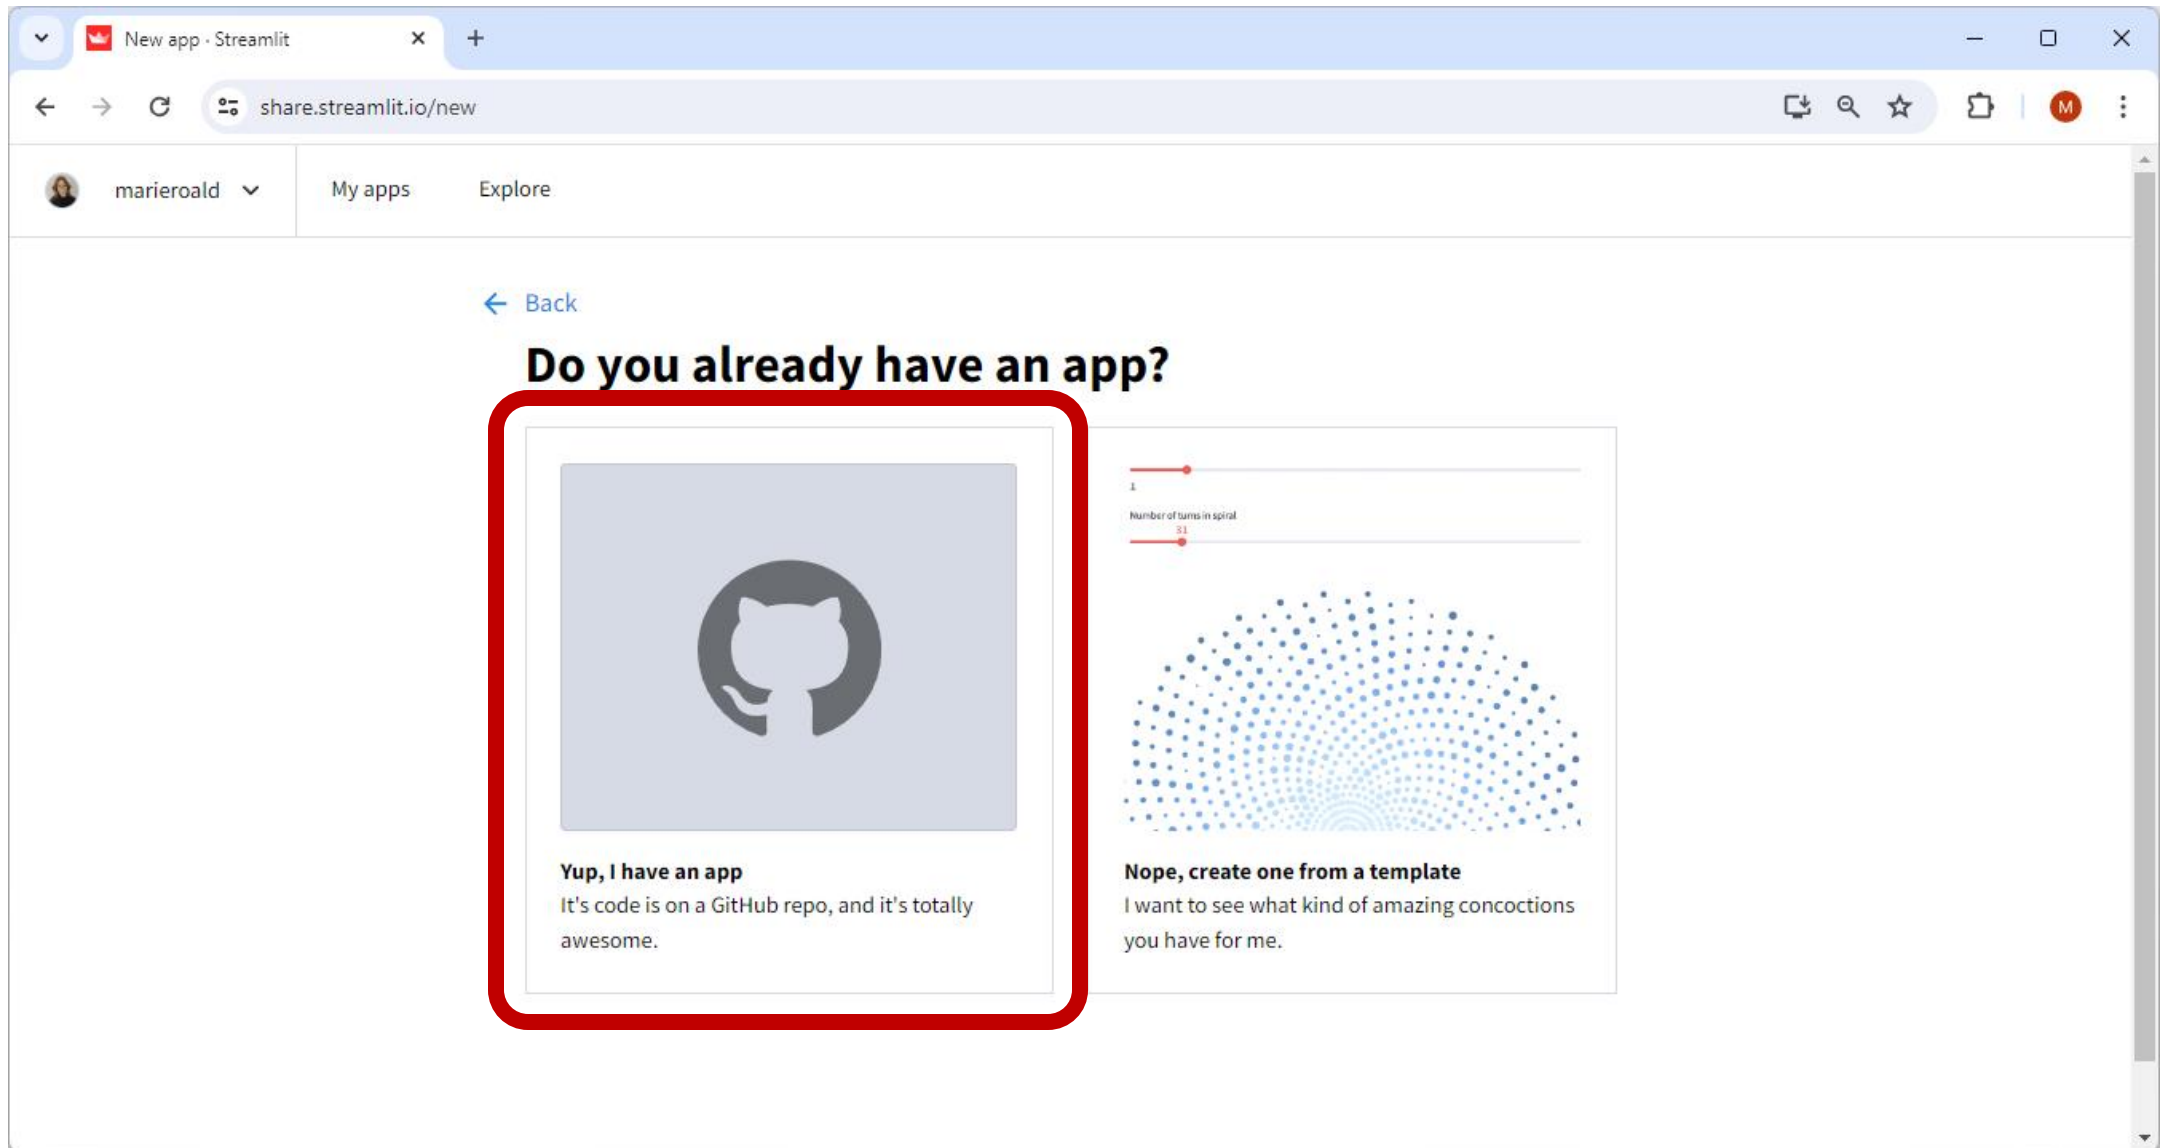 New app · Streamlit
share.streamlit.io/new
M
marieroald
My apps
Explore
Back
Do you already have an app?
1
Number of turns in spiral
31
Yup, I have an app
It's code is on a GitHub repo, and it's totally
awesome.
Nope, create one from a template
I want to see what kind of amazing concoctions
you have for me.